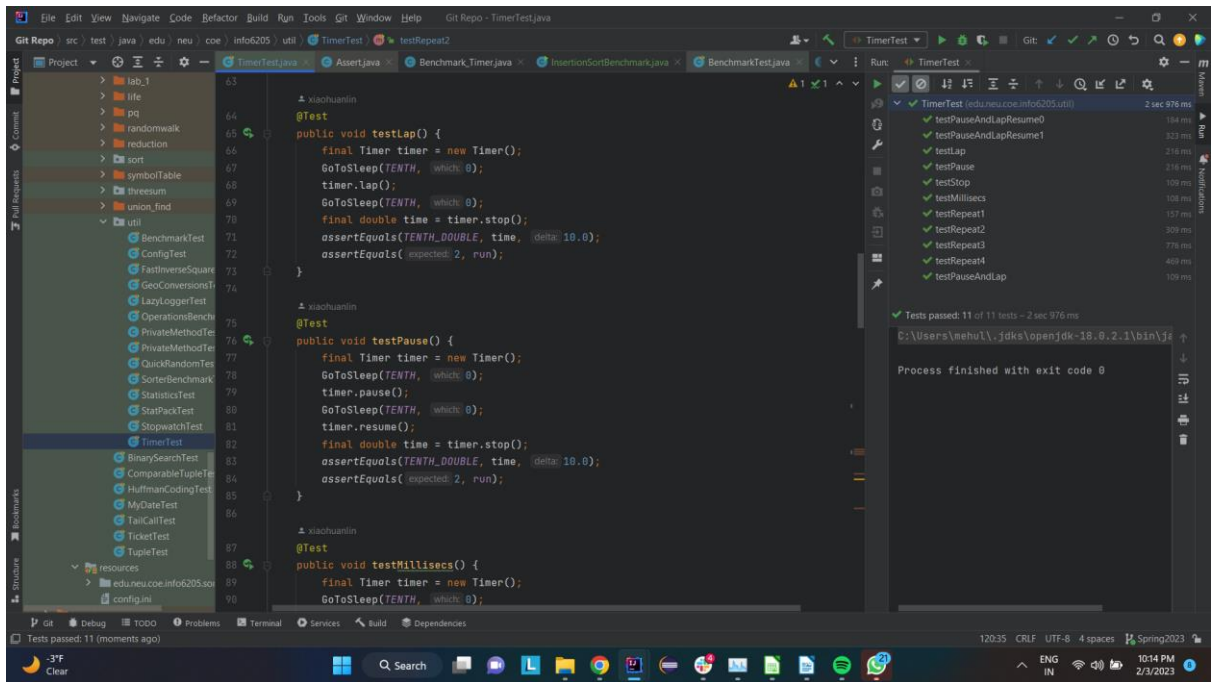 File Edit View Navigate Code Refactor Build Run Tools Git Window Help Git Repo - TimerTest.java
Git Repo src test java edu neu coe info6205 util TimerTest testRepeat2 TimerTest Git:
Project TimerTest.java Assert.java Benchmark_Timer.java InsertionSortBenchmark.java BenchmarkTest.java Run: TimerTest
Project
Commit
Pull Requests
Bookmarks
Structure
lab_1
life
pq
randomwalk
reduction
sort
symbolTable
threesum
union_find
util
BenchmarkTest
ConfigTest
FastInverseSquare
GeoConversionsT
LazyLoggerTest
OperationsBench
PrivateMethodTe
PrivateMethodTe
QuickRandomTes
SorterBenchmark
StatisticsTest
StatPackTest
StopwatchTest
TimerTest
BinarySearchTest
ComparableTupleTe
HuffmanCodingTest
MyDateTest
TailCallTest
TicketTest
TupleTest
resources
edu.neu.coe.info6205.sor
config.ini
1 1
63
xiaohuanlin
64 @Test
65 public void testLap() {
66 final Timer timer = new Timer();
67 GoToSleep(TENTH, which: 0);
68 timer.lap();
69 GoToSleep(TENTH, which: 0);
70 final double time = timer.stop();
71 assertEquals(TENTH_DOUBLE, time, delta: 10.0);
72 assertEquals( expected: 2, run);
73 }
74
xiaohuanlin
75 @Test
76 public void testPause() {
77 final Timer timer = new Timer();
78 GoToSleep(TENTH, which: 0);
79 timer.pause();
80 GoToSleep(TENTH, which: 0);
81 timer.resume();
82 final double time = timer.stop();
83 assertEquals(TENTH_DOUBLE, time, delta: 10.0);
84 assertEquals( expected: 2, run);
85 }
86
xiaohuanlin
87 @Test
88 public void testMillisecs() {
89 final Timer timer = new Timer();
90 GoToSleep(TENTH, which: 0);
TimerTest (edu.neu.coe.info6205.util) 2 sec 976 ms
testPauseAndLapResume0 184 ms
testPauseAndLapResume1 323 ms
testLap 216 ms
testPause 216 ms
testStop 109 ms
testMillisecs 108 ms
testRepeat1 157 ms
testRepeat2 309 ms
testRepeat3 776 ms
testRepeat4 469 ms
testPauseAndLap 109 ms
Tests passed: 11 of 11 tests – 2 sec 976 ms
C:\Users\mehul\.jdks\openjdk-18.0.2.1\bin\ja
Process finished with exit code 0
m
Maven
Run
Notifications
Git Debug TODO Problems Terminal Services Build Dependencies
Tests passed: 11 (moments ago) 120:35 CRLF UTF-8 4 spaces Spring2023
-3°F
Clear
Search
L
21
ENG
IN
10:14 PM
2/3/2023
8